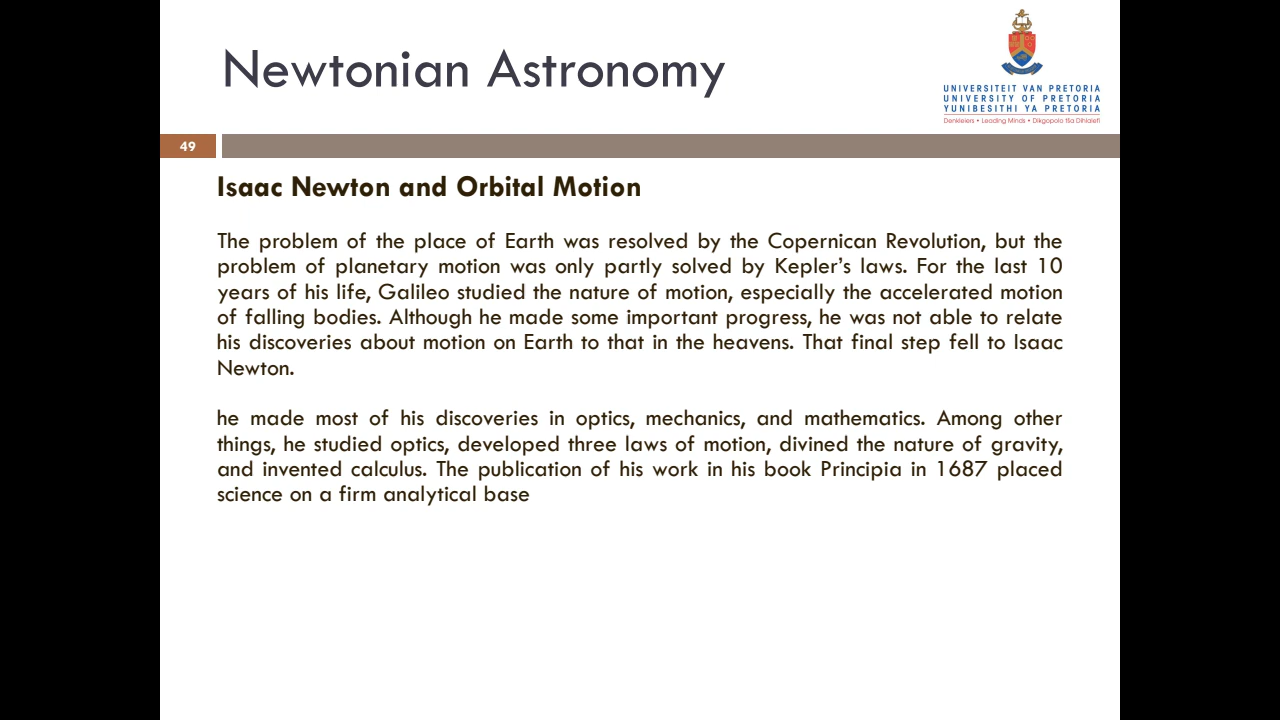 Newtonian Astronomy
UNIVERSITEIT VAN PRETORIA
UNIVERSITY OF PRETORIA
YUNIBESITHI YA PRETORIA
Denkleiers • Leading Minds • Dikgopolo tša Dihlalefi
49
Isaac Newton and Orbital Motion
The problem of the place of Earth was resolved by the Copernican Revolution, but the
problem of planetary motion was only partly solved by Kepler’s laws. For the last 10
years of his life, Galileo studied the nature of motion, especially the accelerated motion
of falling bodies. Although he made some important progress, he was not able to relate
his discoveries about motion on Earth to that in the heavens. That final step fell to Isaac
Newton.
he made most of his discoveries in optics, mechanics, and mathematics. Among other
things, he studied optics, developed three laws of motion, divined the nature of gravity,
and invented calculus. The publication of his work in his book Principia in 1687 placed
science on a firm analytical base